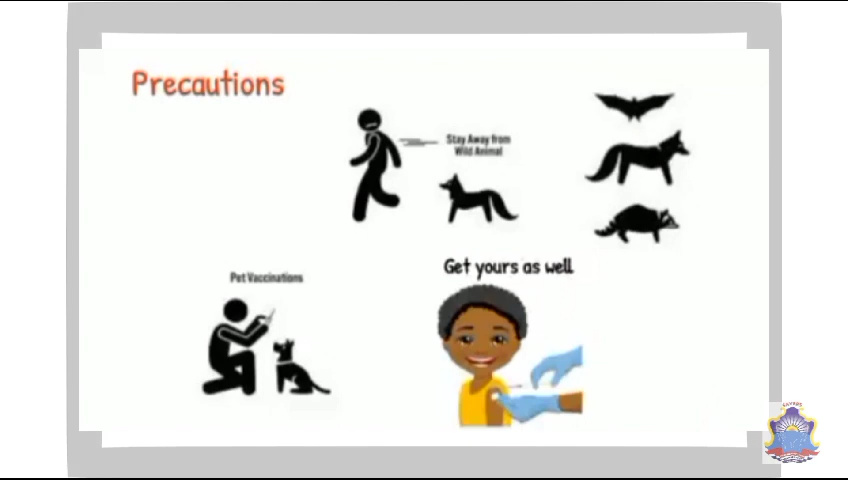 Precautions
Stay Away from
Wild Animal
Get yours as well
Pet Vaccinations